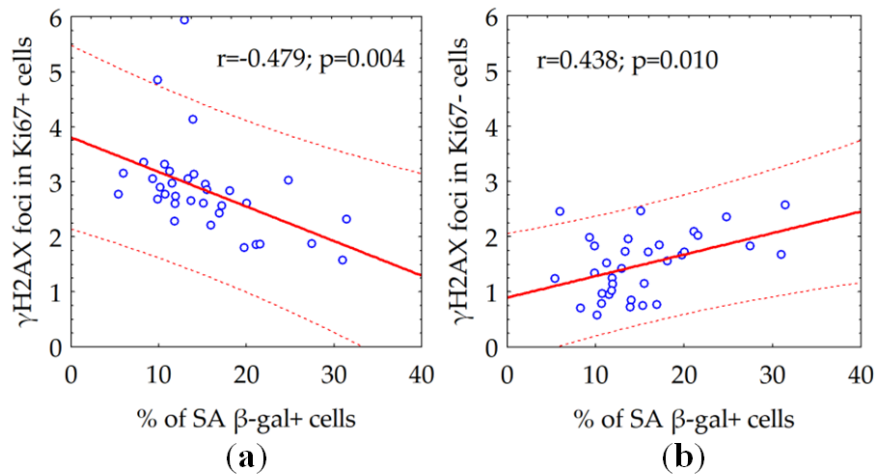 r=-0.479; p=0.004
γH2AX foci in Ki67+ cells
6
5
4
3
2
1
0
0 10 20 30 40
% of SA β-gal+ cells
(a)
r=0.438; p=0.010
γH2AX foci in Ki67- cells
6
5
4
3
2
1
0
0 10 20 30 40
% of SA β-gal+ cells
(b)